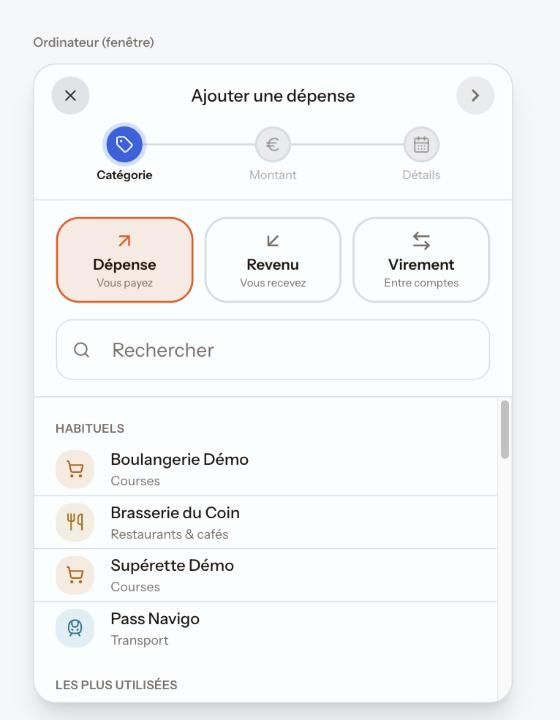 Ordinateur (fenêtre)
Ajouter une dépense
Catégorie
Montant
Détails
Dépense
Vous payez
Revenu
Vous recevez
Virement
Entre comptes
Rechercher
HABITUELS
Boulangerie Démo
Courses
Brasserie du Coin
Restaurants & cafés
Supérette Démo
Courses
Pass Navigo
Transport
LES PLUS UTILISÉES